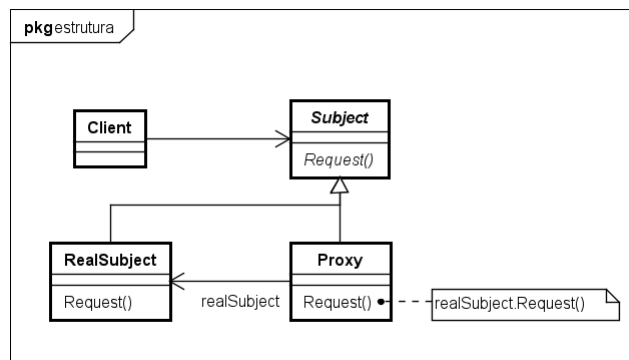 pkg estrutura
Client
Subject
Request()
RealSubject
Request()
realSubject
Proxy
Request()
realSubject.Request()